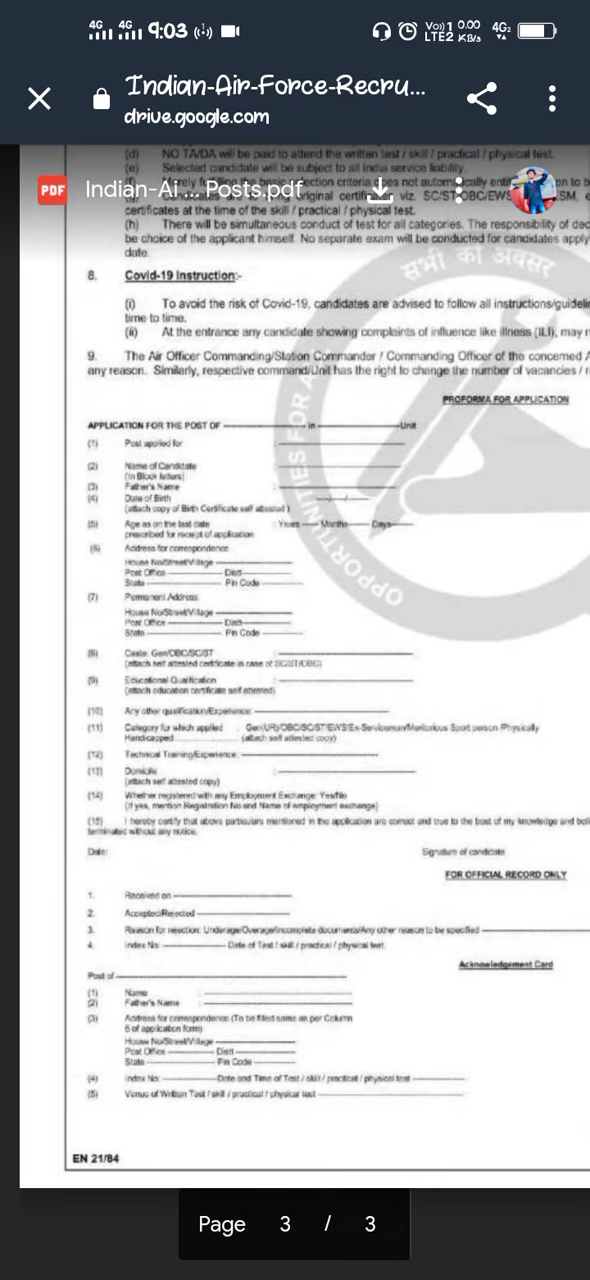 4G 4G 9:03 Vo)) 1 0.00 4G2
LTE2 KB/s
Indian-Air-Force-Recru...
drive.google.com
(d) NO TA/DA will be paid to attend the written test / skill / practical / physical test.
(e) Selected candidate will be subject to all India service liability.
PDF Indian-Ai ... Posts.pdf
(f) Merely fulfilling the basic selection criteria does not automatically
original viz. SC/ST/OBC/EWS
certificates at the time of the skill / practical / physical test.
(h) There will be simultaneous conduct of test for all categories. The responsibility of
be choice of the applicant himself. No separate exam will be conducted for candidates
date.
सभी को अवसर
8. Covid-19 Instruction:-
(i) To avoid the risk of Covid-19, candidates are advised to follow all
time to time.
(ii) At the entrance any candidate showing complaints of influence like illness (ILI), may
9. The Air Officer Commanding/Station Commander / Commanding Officer of the concerned
any reason. Similarly, respective command/Unit has the right to change the number of vacancies /
PROFORMA FOR APPLICATION
APPLICATION FOR THE POST OF in Unit
(1) Post applied for :
(2) Name of Candidate :
(In Block letters)
(3) Father's Name :
(4) Date of Birth : / /
(attach copy of Birth Certificate self attested )
(5) Age as on the last date : Years Months Days
prescribed for receipt of application
(6) Address for correspondence
House No/Street/Village
Post Office Distt
State Pin Code
(7) Permanent Address
House No/Street/Village
Post Office Distt
State Pin Code
OPPORTUNITIES FOR A
(8) Caste: Gen/OBC/SC/ST :
(attach self attested certificate in case of SC/ST/OBC)
(9) Educational Qualification :
(attach education certificate self attested)
(10) Any other qualification/Experience:
(11) Category for which applied : Gen(UR)/OBC/SC/ST/EWS/Ex-Serviceman/Meritorious Sport person /Physically
Handicapped (attach self attested copy)
(12) Technical Training/Experience:
(13) Domicile :
(attach self attested copy)
(14) Whether registered with any Employment Exchange: Yes/No
(If yes, mention Registration No and Name of employment exchange)
(15) I hereby certify that above particulars mentioned in the application are correct and true to the best of my knowledge and
terminated without any notice.
Date: Signature of candidate
FOR OFFICIAL RECORD ONLY
1. Received on
2. Accepted/Rejected
3. Reason for rejection: Underage/Overage/Incomplete documents/Any other reason to be specified
4. Index No: Date of Test / skill / practical / physical test.
Acknowledgement Card
Post of
(1) Name :
(2) Father's Name :
(3) Address for correspondence (To be filled same as per Column
6 of application form)
House No/Street/Village
Post Office Distt
State Pin Code
(4) Index No: Date and Time of Test / skill / practical / physical test
(5) Venue of Written Test / skill / practical / physical test
EN 21/84
Page 3 / 3